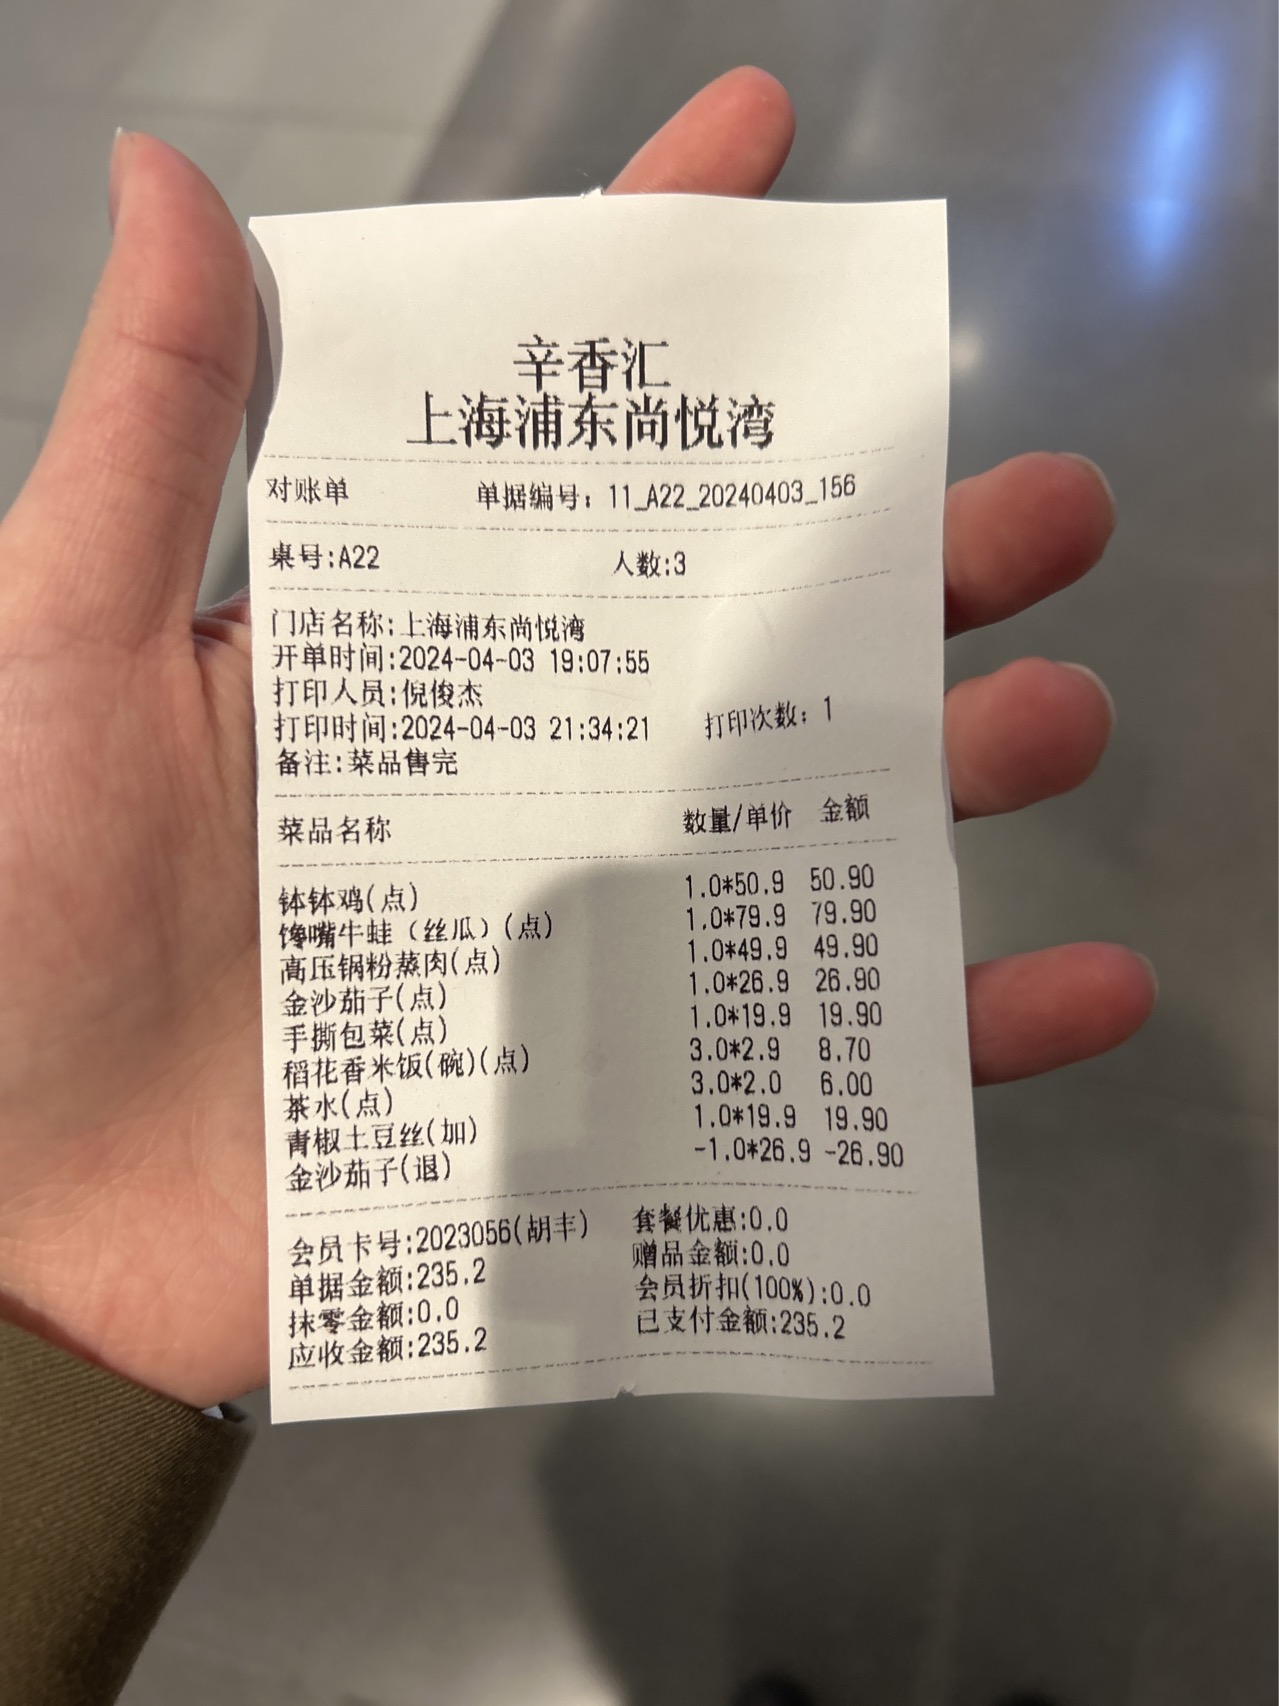 辛香汇
上海浦东尚悦湾
对账单 单据编号：11_A22_20240403_156
桌号:A22 人数:3
门店名称:上海浦东尚悦湾
开单时间:2024-04-03 19:07:55
打印人员:倪俊杰
打印时间:2024-04-03 21:34:21 打印次数：1
备注:菜品售完
菜品名称 数量/单价 金额
钵钵鸡(点) 1.0*50.9 50.90
馋嘴牛蛙（丝瓜）(点) 1.0*79.9 79.90
高压锅粉蒸肉(点) 1.0*49.9 49.90
金沙茄子(点) 1.0*26.9 26.90
手撕包菜(点) 1.0*19.9 19.90
稻花香米饭(碗)(点) 3.0*2.9 8.70
茶水(点) 3.0*2.0 6.00
青椒土豆丝(加) 1.0*19.9 19.90
金沙茄子(退) -1.0*26.9 -26.90
会员卡号:2023056(胡丰) 套餐优惠:0.0
单据金额:235.2 赠品金额:0.0
抹零金额:0.0 会员折扣(100%):0.0
应收金额:235.2 已支付金额:235.2